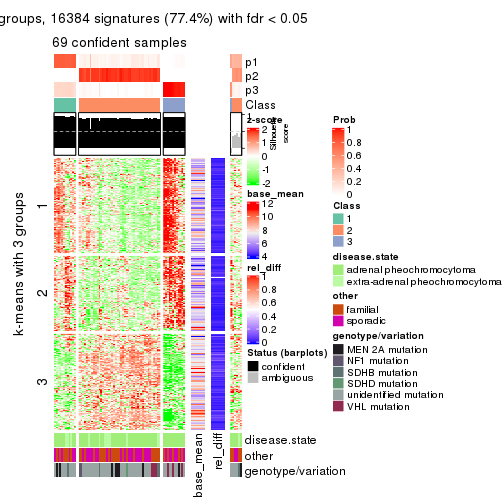 groups, 16384 signatures (77.4%) with fdr < 0.05
69 confident samples
p1
p2
p3
Class
1
Silhouette
score
k-means with 3 groups
1
2
3
z-score
2
1
0
-1
-2
base_mean
12
10
8
6
4
rel_diff
1
0.8
0.6
0.4
0.2
0
Status (barplots)
confident
ambiguous
Prob
1
0.8
0.6
0.4
0.2
0
Class
1
2
3
disease.state
adrenal pheochromocytoma
extra-adrenal pheochromocytoma
other
familial
sporadic
genotype/variation
MEN 2A mutation
NF1 mutation
SDHB mutation
SDHD mutation
unidentified mutation
VHL mutation
disease.state
other
genotype/variation
base_mean
rel_diff